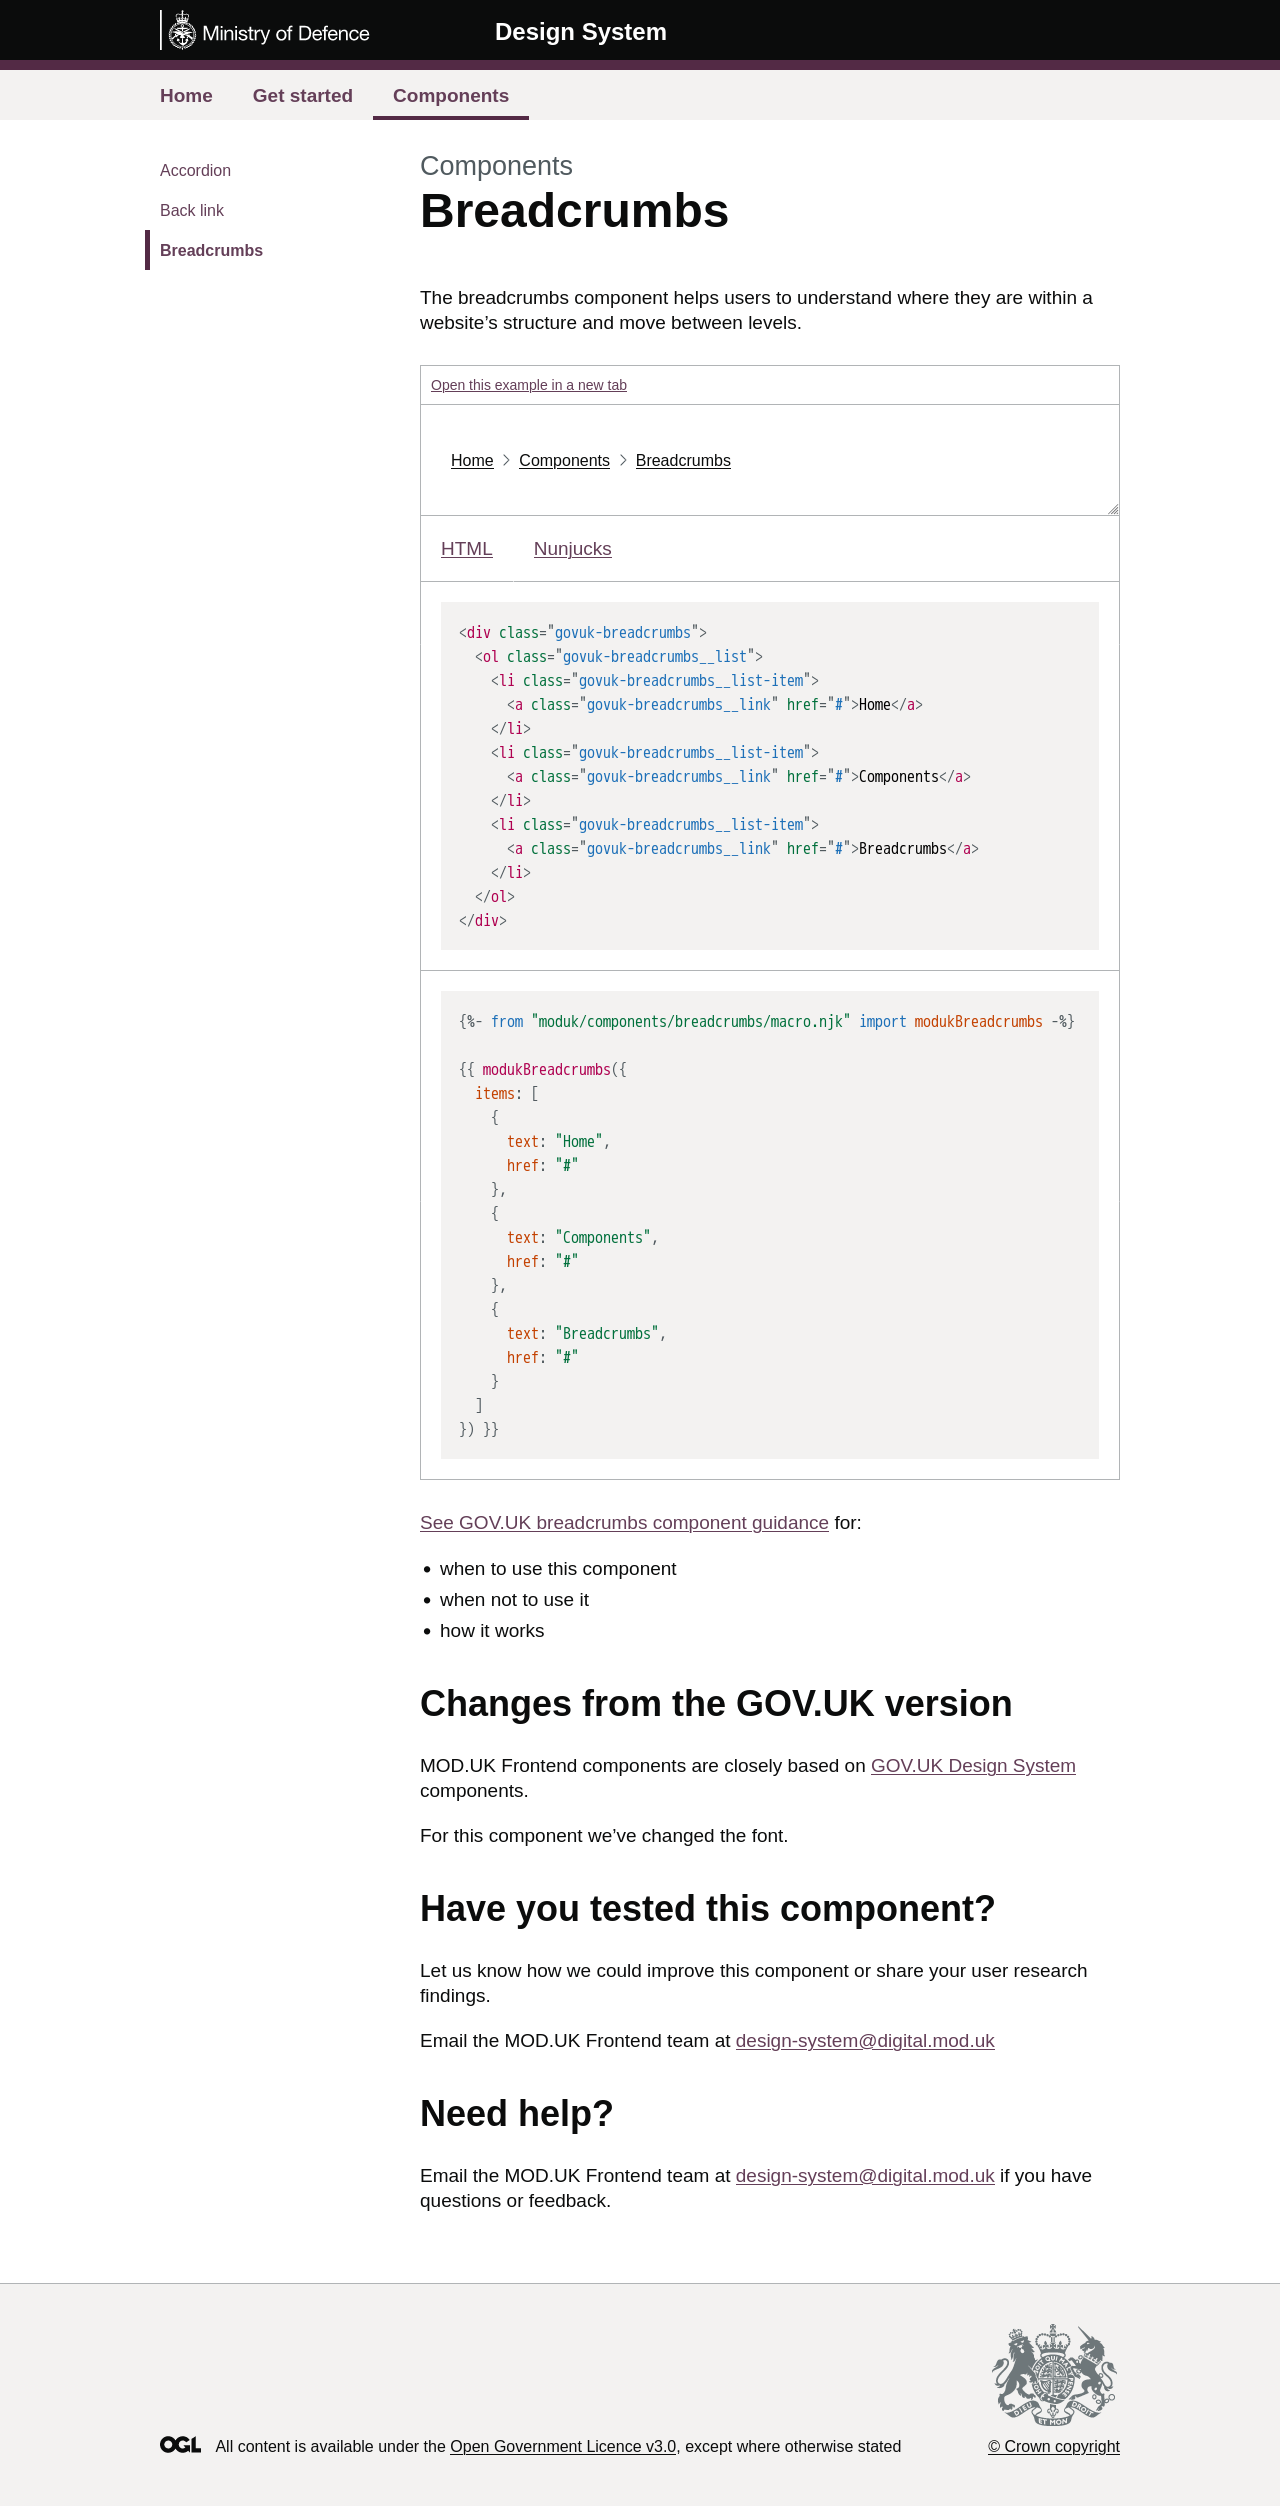 Ministry of Defence
Design System
Home Get started Components
Accordion
Back link
Breadcrumbs
Components
Breadcrumbs
The breadcrumbs component helps users to understand where they are within a
website’s structure and move between levels.
Open this example in a new tab
Home Components Breadcrumbs
HTML Nunjucks
<div class="govuk-breadcrumbs">
  <ol class="govuk-breadcrumbs__list">
    <li class="govuk-breadcrumbs__list-item">
      <a class="govuk-breadcrumbs__link" href="#">Home</a>
    </li>
    <li class="govuk-breadcrumbs__list-item">
      <a class="govuk-breadcrumbs__link" href="#">Components</a>
    </li>
    <li class="govuk-breadcrumbs__list-item">
      <a class="govuk-breadcrumbs__link" href="#">Breadcrumbs</a>
    </li>
  </ol>
</div>
{%- from "moduk/components/breadcrumbs/macro.njk" import modukBreadcrumbs -%}
{{ modukBreadcrumbs({
  items: [
    {
      text: "Home",
      href: "#"
    },
    {
      text: "Components",
      href: "#"
    },
    {
      text: "Breadcrumbs",
      href: "#"
    }
  ]
}) }}
See GOV.UK breadcrumbs component guidance for:
• when to use this component
• when not to use it
• how it works
Changes from the GOV.UK version
MOD.UK Frontend components are closely based on GOV.UK Design System
components.
For this component we’ve changed the font.
Have you tested this component?
Let us know how we could improve this component or share your user research
findings.
Email the MOD.UK Frontend team at design-system@digital.mod.uk
Need help?
Email the MOD.UK Frontend team at design-system@digital.mod.uk if you have
questions or feedback.
OGL All content is available under the Open Government Licence v3.0, except where otherwise stated
© Crown copyright